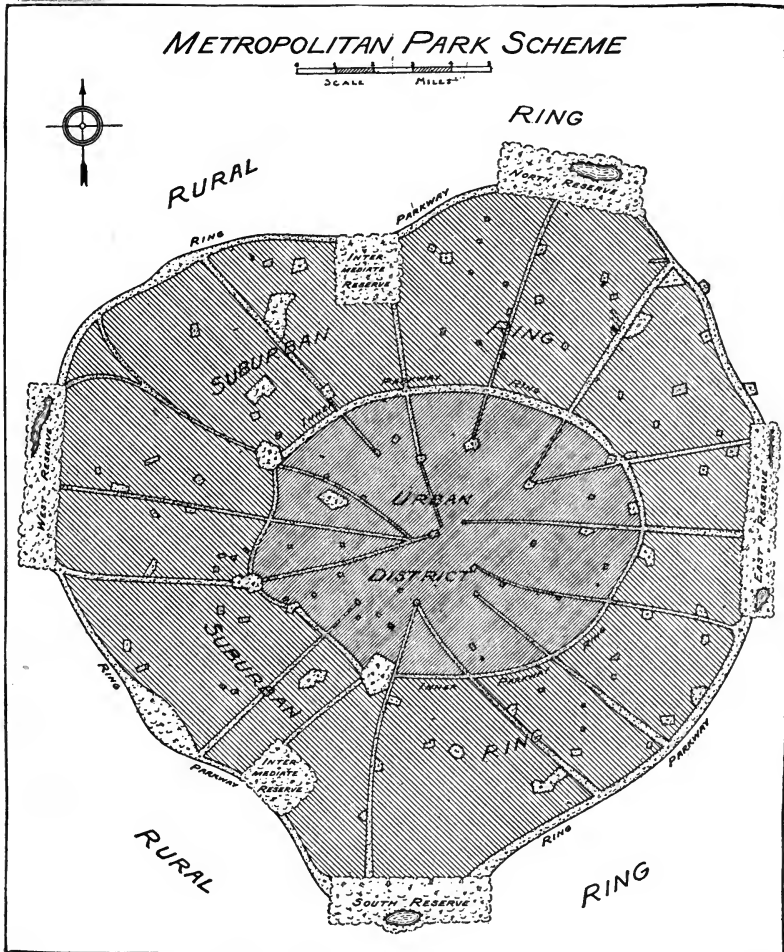 METROPOLITAN PARK SCHEME
SCALE MILES
RING
RURAL
NORTH RESERVE
PARKWAY
RING
INTER
MEDIATE
RESERVE
RING
SUBURBAN
PARKWAY
RING
INNER
WEST RESERVE
URBAN
EAST RESERVE
DISTRICT
SUBURBAN
RING
RING
INNER
PARKWAY
RING
PARKWAY
INTER
MEDIATE
RESERVE
PARKWAY
RING
RURAL
RING
SOUTH RESERVE